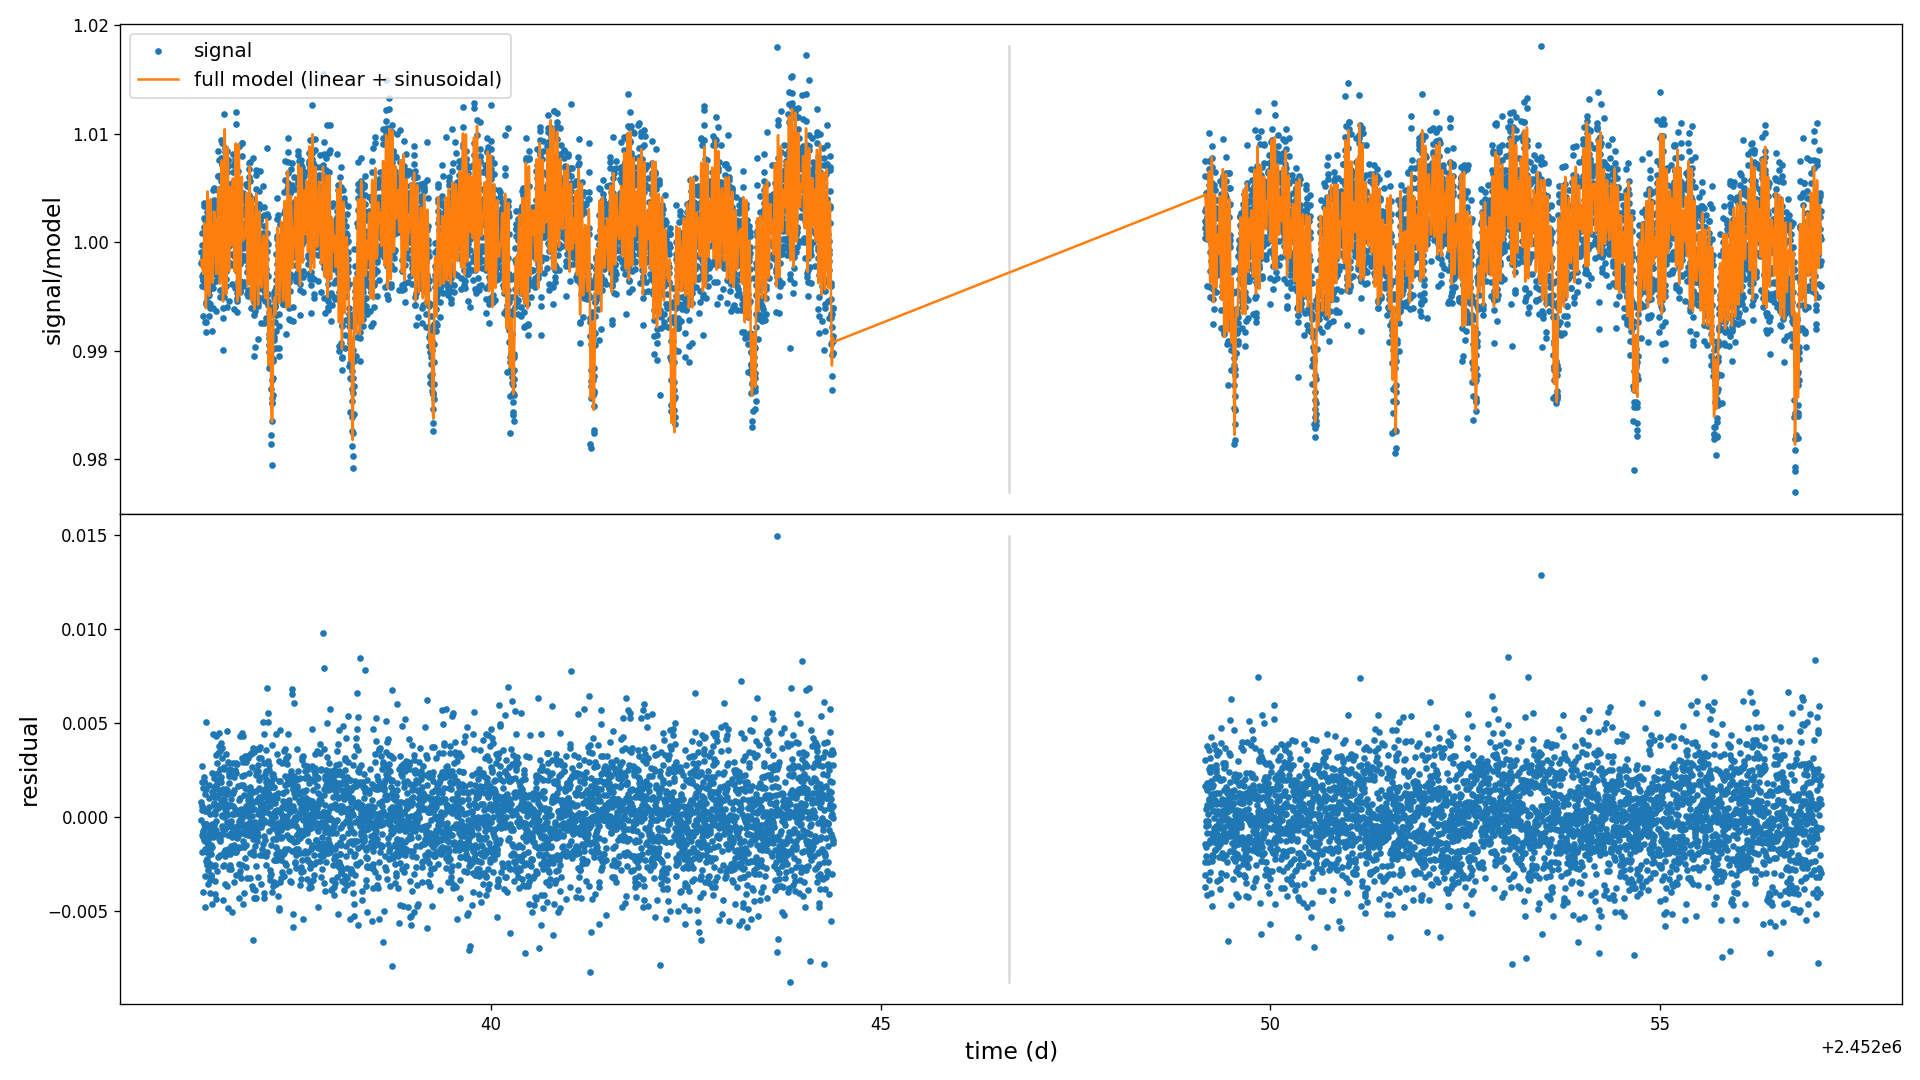 1.02
1.01
1.00
0.99
0.98
signal/model
signal
full model (linear + sinusoidal)
0.015
0.010
0.005
0.000
−0.005
residual
40
45
50
55
time (d)
+2.452e6